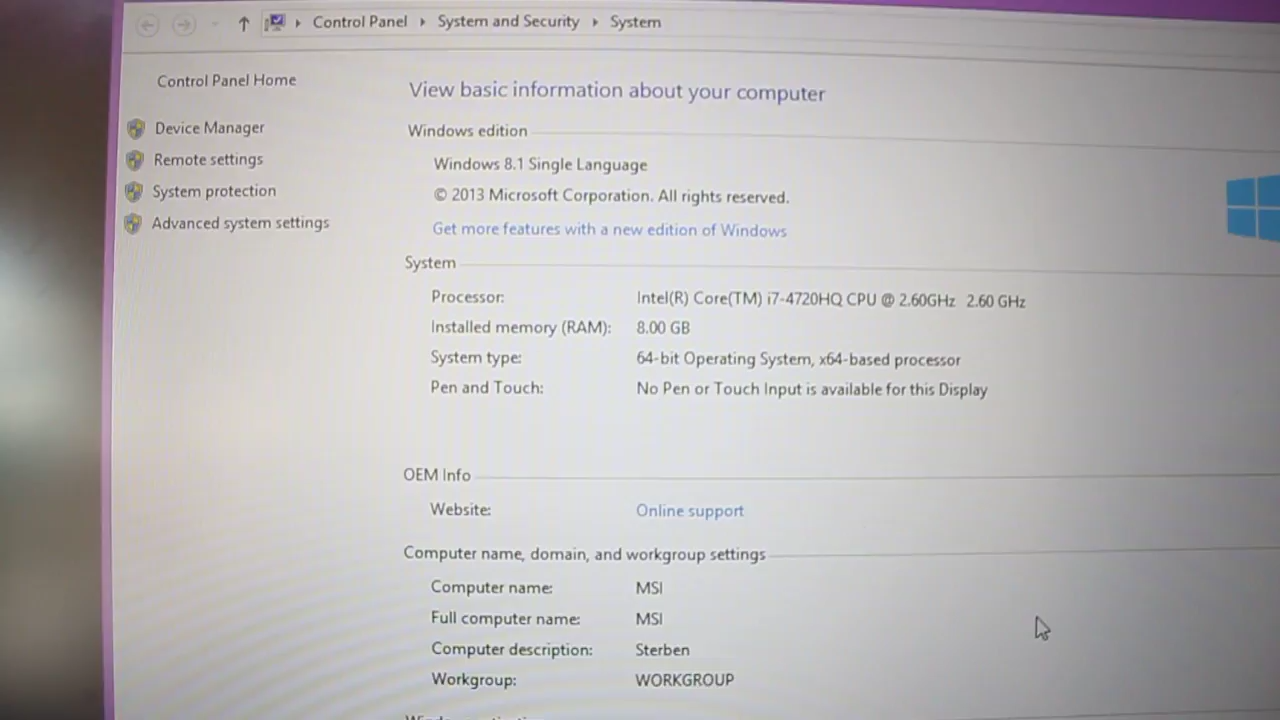 Control Panel ▸ System and Security ▸ System
Control Panel Home
Device Manager
Remote settings
System protection
Advanced system settings
View basic information about your computer
Windows edition
Windows 8.1 Single Language
© 2013 Microsoft Corporation. All rights reserved.
Get more features with a new edition of Windows
System
Processor: Intel(R) Core(TM) i7-4720HQ CPU @ 2.60GHz 2.60 GHz
Installed memory (RAM): 8.00 GB
System type: 64-bit Operating System, x64-based processor
Pen and Touch: No Pen or Touch Input is available for this Display
OEM Info
Website: Online support
Computer name, domain, and workgroup settings
Computer name: MSI
Full computer name: MSI
Computer description: Sterben
Workgroup: WORKGROUP